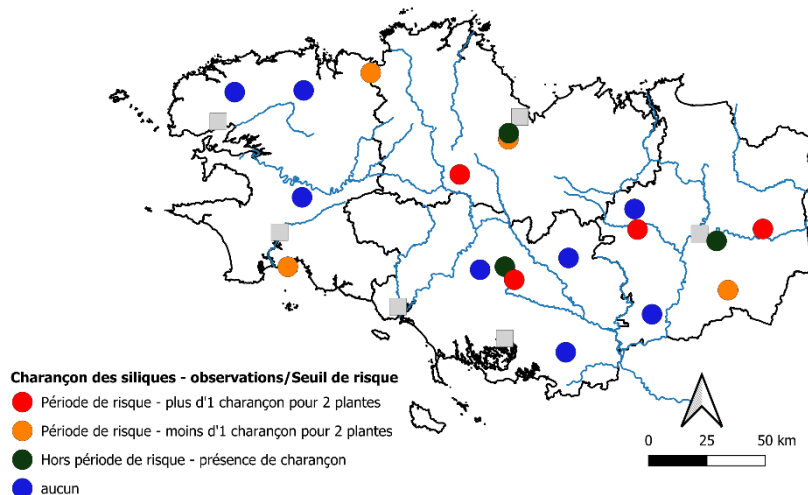 Charançon des siliques - observations/Seuil de risque
Période de risque - plus d'1 charançon pour 2 plantes
Période de risque - moins d'1 charançon pour 2 plantes
Hors période de risque - présence de charançon
aucun
0 25 50 km